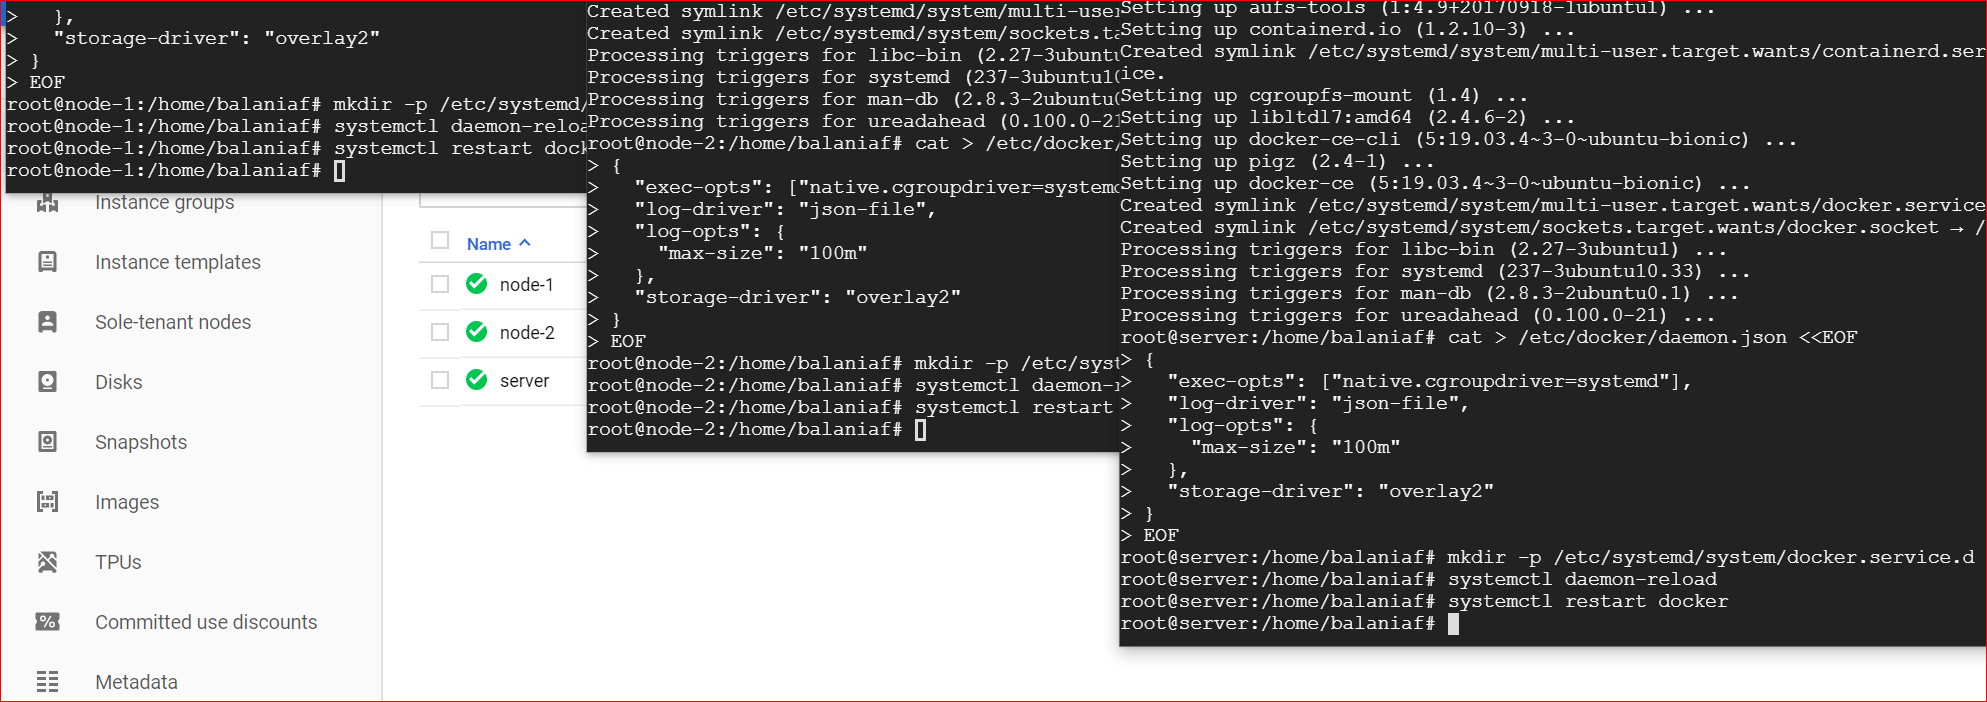 >   },
>   "storage-driver": "overlay2"
> }
> EOF
root@node-1:/home/balaniaf# mkdir -p /etc/systemd/
root@node-1:/home/balaniaf# systemctl daemon-reloa
root@node-1:/home/balaniaf# systemctl restart dock
root@node-1:/home/balaniaf#
Instance groups
Instance templates
Sole-tenant nodes
Disks
Snapshots
Images
TPUs
Committed use discounts
Metadata
Name
node-1
node-2
server
Created symlink /etc/systemd/system/multi-user
Created symlink /etc/systemd/system/sockets.ta
Processing triggers for libc-bin (2.27-3ubuntu
Processing triggers for systemd (237-3ubuntu10
Processing triggers for man-db (2.8.3-2ubuntu0
Processing triggers for ureadahead (0.100.0-21
root@node-2:/home/balaniaf# cat > /etc/docker/
> {
>   "exec-opts": ["native.cgroupdriver=systemd
>   "log-driver": "json-file",
>   "log-opts": {
>     "max-size": "100m"
>   },
>   "storage-driver": "overlay2"
> }
> EOF
root@node-2:/home/balaniaf# mkdir -p /etc/syst
root@node-2:/home/balaniaf# systemctl daemon-r
root@node-2:/home/balaniaf# systemctl restart
root@node-2:/home/balaniaf#
Setting up aufs-tools (1:4.9+20170918-1ubuntu1) ...
Setting up containerd.io (1.2.10-3) ...
Created symlink /etc/systemd/system/multi-user.target.wants/containerd.ser
ice.
Setting up cgroupfs-mount (1.4) ...
Setting up libltdl7:amd64 (2.4.6-2) ...
Setting up docker-ce-cli (5:19.03.4~3-0~ubuntu-bionic) ...
Setting up pigz (2.4-1) ...
Setting up docker-ce (5:19.03.4~3-0~ubuntu-bionic) ...
Created symlink /etc/systemd/system/multi-user.target.wants/docker.service
Created symlink /etc/systemd/system/sockets.target.wants/docker.socket → /
Processing triggers for libc-bin (2.27-3ubuntu1) ...
Processing triggers for systemd (237-3ubuntu10.33) ...
Processing triggers for man-db (2.8.3-2ubuntu0.1) ...
Processing triggers for ureadahead (0.100.0-21) ...
root@server:/home/balaniaf# cat > /etc/docker/daemon.json <<EOF
> {
>   "exec-opts": ["native.cgroupdriver=systemd"],
>   "log-driver": "json-file",
>   "log-opts": {
>     "max-size": "100m"
>   },
>   "storage-driver": "overlay2"
> }
> EOF
root@server:/home/balaniaf# mkdir -p /etc/systemd/system/docker.service.d
root@server:/home/balaniaf# systemctl daemon-reload
root@server:/home/balaniaf# systemctl restart docker
root@server:/home/balaniaf#